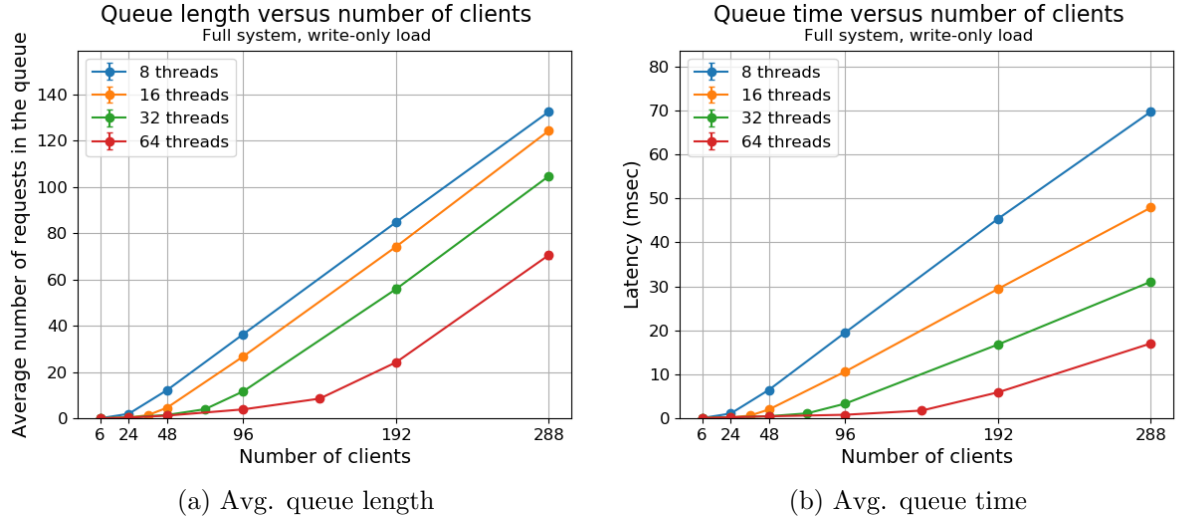 Queue length versus number of clients
Full system, write-only load
8 threads
16 threads
32 threads
64 threads
Average number of requests in the queue
140
120
100
80
60
40
20
0
6 24 48 96 192 288
Number of clients
(a) Avg. queue length
Queue time versus number of clients
Full system, write-only load
8 threads
16 threads
32 threads
64 threads
Latency (msec)
80
70
60
50
40
30
20
10
0
6 24 48 96 192 288
Number of clients
(b) Avg. queue time